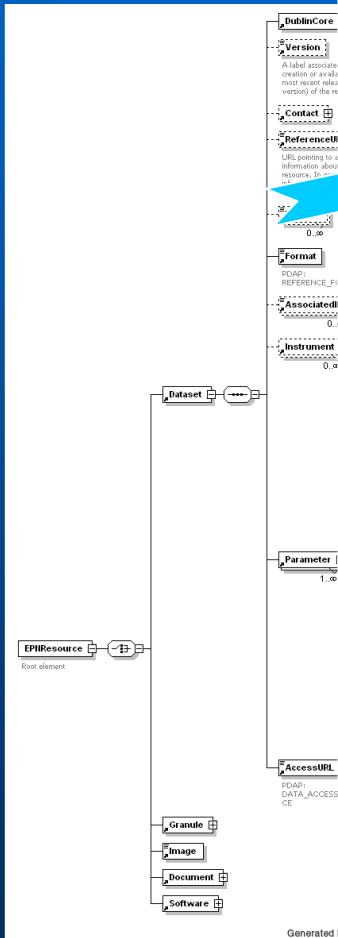 DublinCore
Version
A label associate
creation or availa
most recent relea
version) of the re
Contact
ReferenceU
URL pointing to a
information abou
resource. In
0..∞
Format
PDAP:
REFERENCE_F
AssociatedI
0..
Instrument
0..∞
Dataset
Parameter
1..∞
EPNResource
Root element
AccessURL
PDAP:
DATA_ACCESS
CE
Granule
Image
Document
Software
Generated